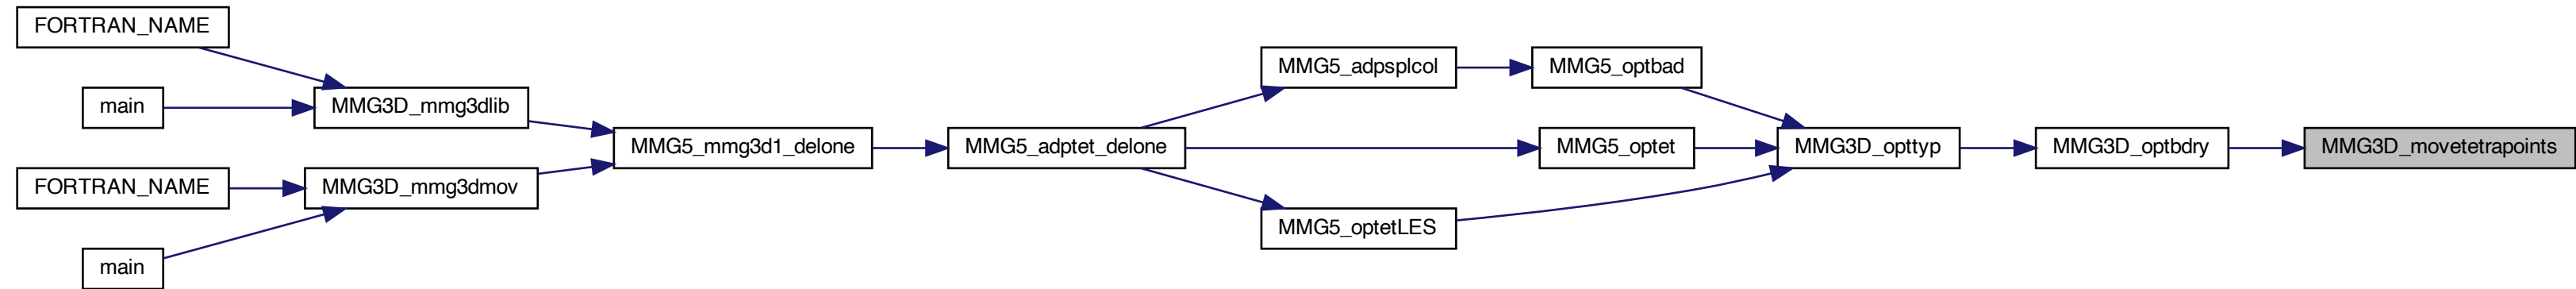 FORTRAN_NAME
main
MMG3D_mmg3dlib
FORTRAN_NAME
main
MMG3D_mmg3dmov
MMG5_mmg3d1_delone
MMG5_adptet_delone
MMG5_adpsplcol
MMG5_optbad
MMG5_optet
MMG5_optetLES
MMG3D_opttyp
MMG3D_optbdry
MMG3D_movetetrapoints